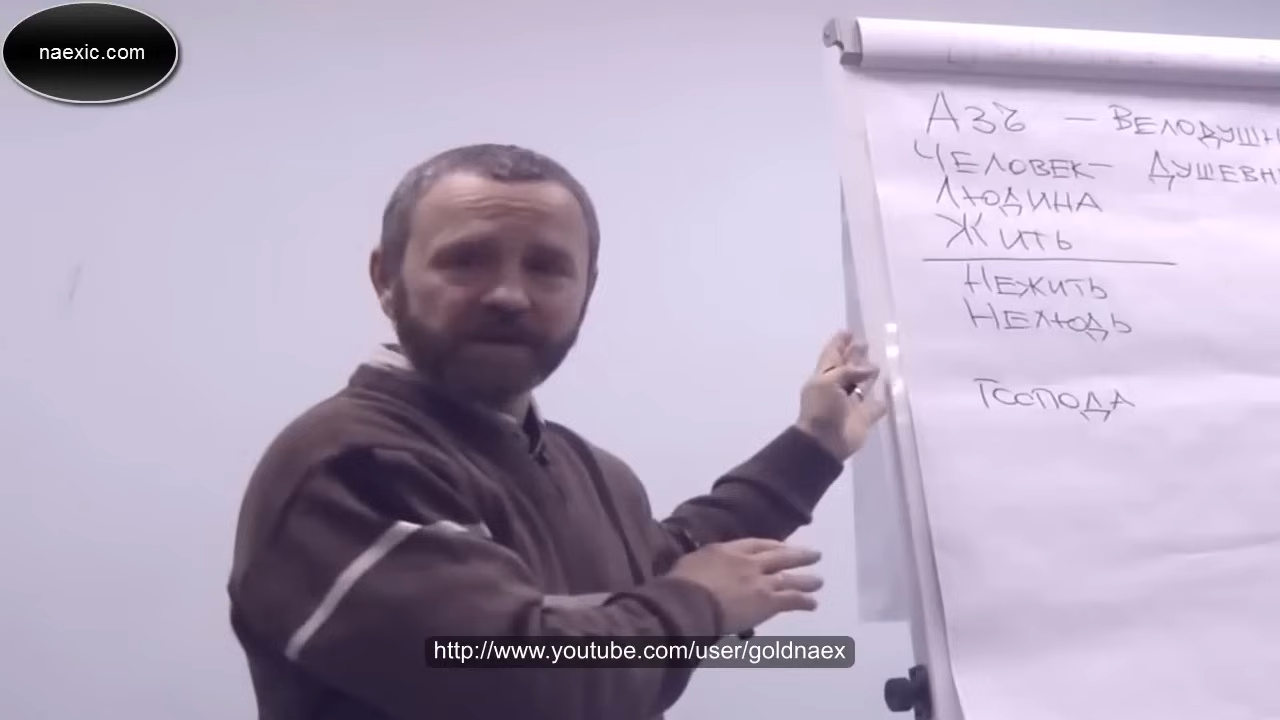 naexic.com
Азъ – Велодушн
Человек – Душевн
Людина
Жить
Нежить
Нелюдь
Господа
http://www.youtube.com/user/goldnaex